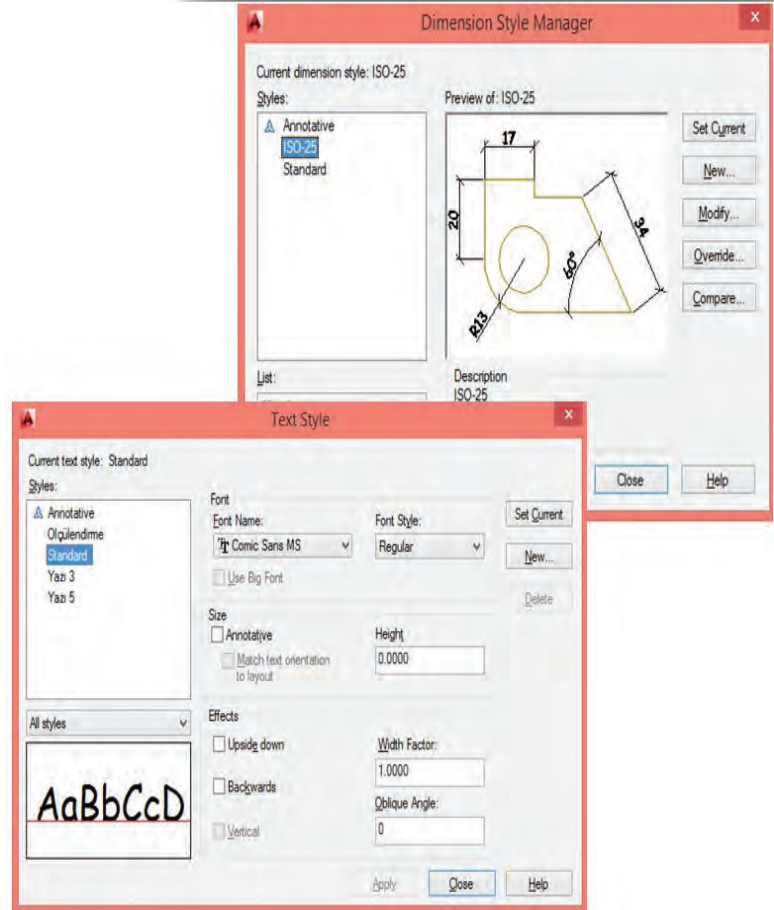 Dimension Style Manager
Current dimension style: ISO-25
Styles:
Annotative
ISO-25
Standard
Preview of: ISO-25
17
20
34
60°
R13
Set Current
New...
Modify...
Override...
Compare...
List:
Description
ISO-25
Close
Help
Text Style
Current text style: Standard
Styles:
Annotative
Olçülendirme
Standard
Yazı 3
Yazı 5
All styles
AaBbCcD
Font
Font Name:
Comic Sans MS
Font Style:
Regular
Use Big Font
Size
Annotative
Match text orientation
to layout
Height
0.0000
Effects
Upside down
Backwards
Vertical
Width Factor:
1.0000
Oblique Angle:
0
Set Current
New...
Delete
Apply
Close
Help